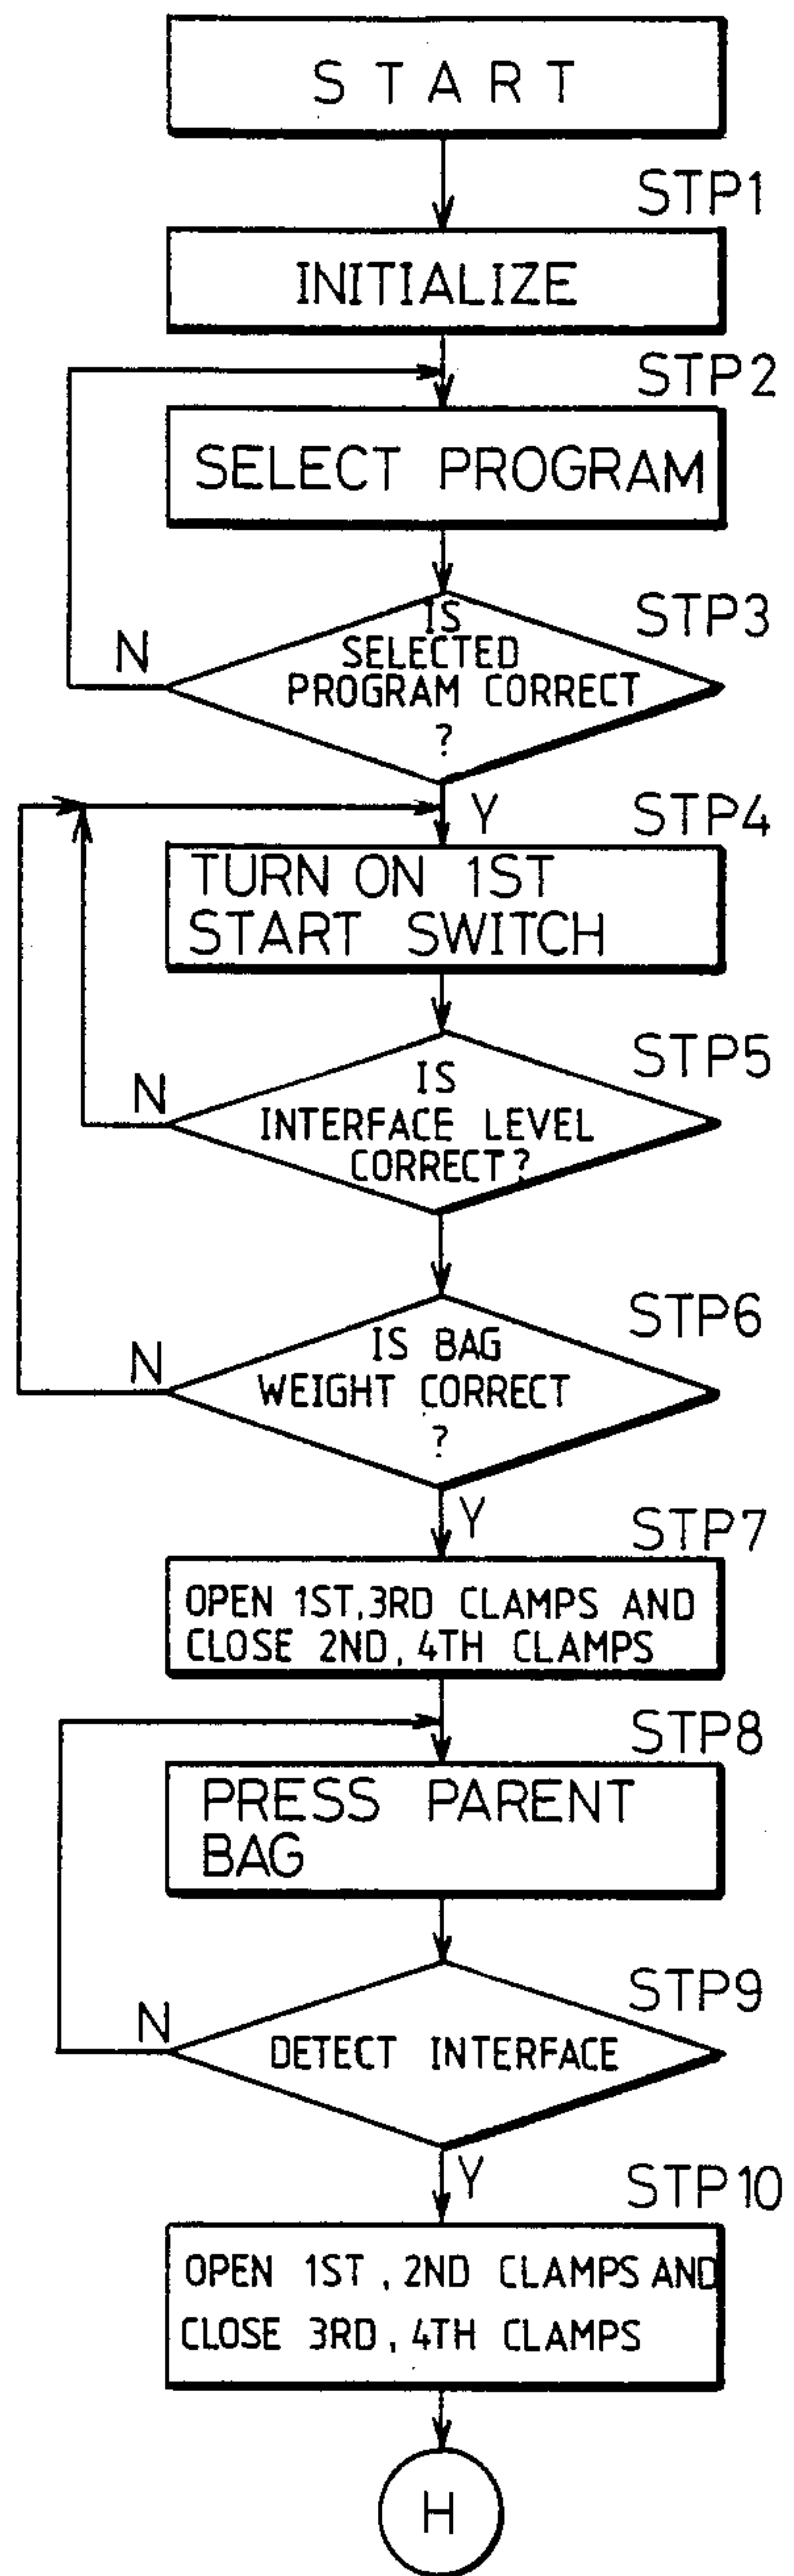 START
STP1
INITIALIZE
STP2
SELECT PROGRAM
STP3
IS
SELECTED
PROGRAM CORRECT
?
N
Y
STP4
TURN ON 1ST
START SWITCH
STP5
IS
INTERFACE LEVEL
CORRECT?
N
STP6
IS BAG
WEIGHT CORRECT
?
N
Y
STP7
OPEN 1ST,3RD CLAMPS AND
CLOSE 2ND, 4TH CLAMPS
STP8
PRESS PARENT
BAG
STP9
N
DETECT INTERFACE
Y
STP10
OPEN 1ST, 2ND CLAMPS AND
CLOSE 3RD, 4TH CLAMPS
H